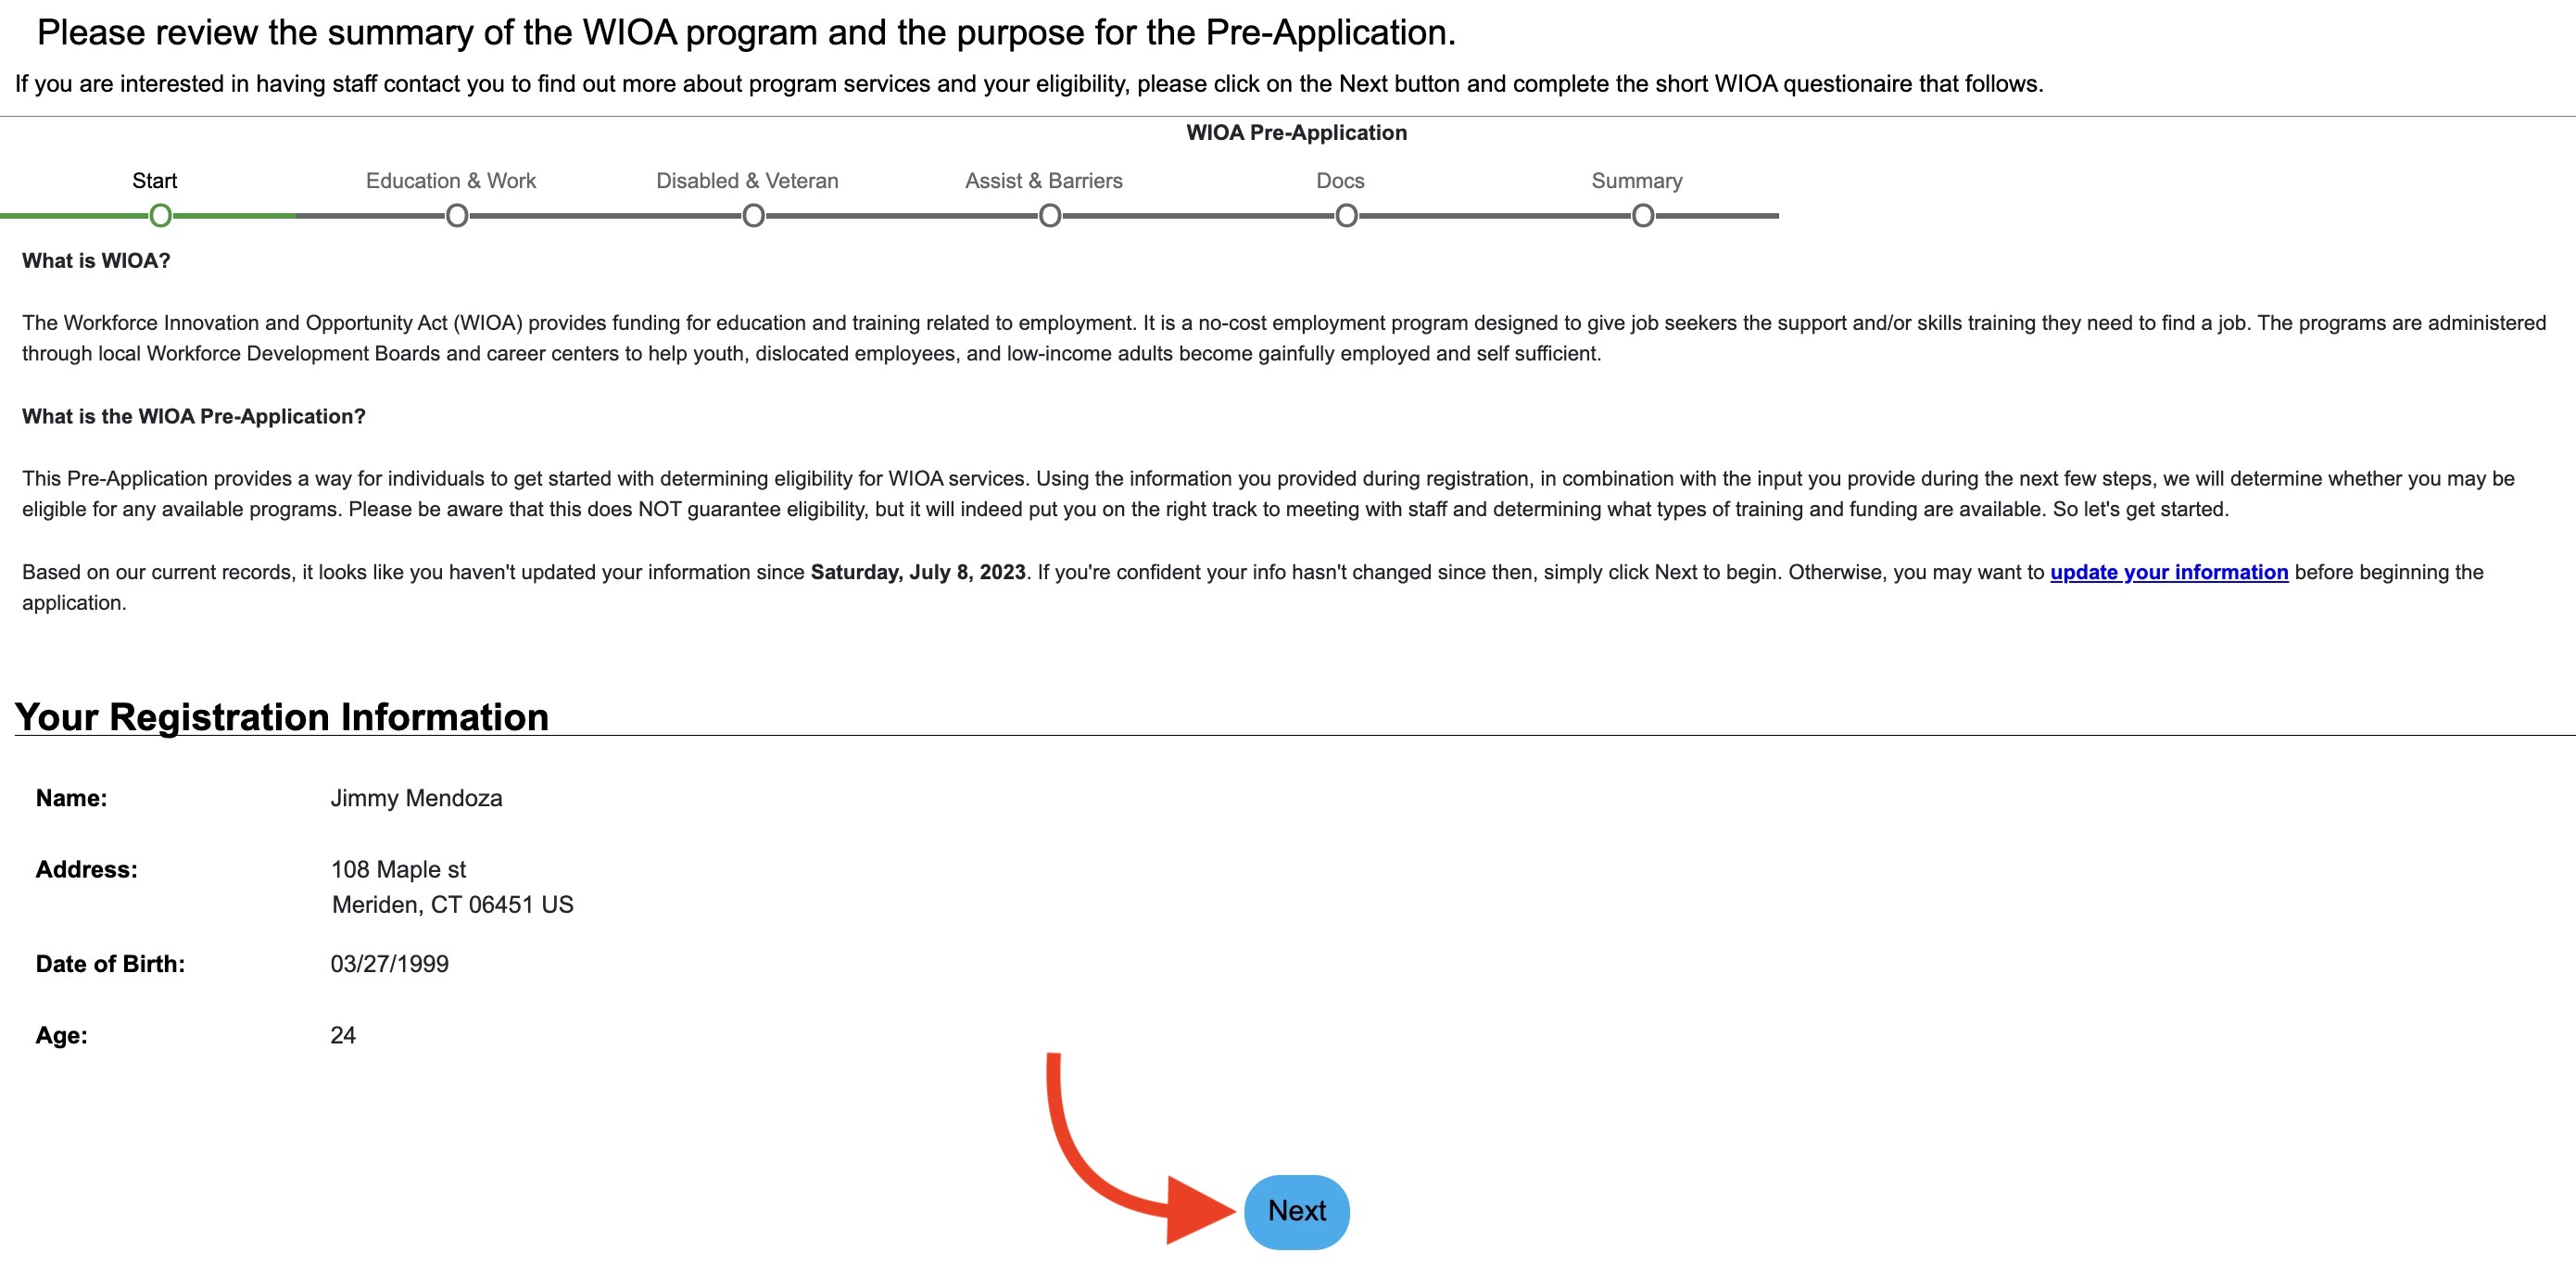 Please review the summary of the WIOA program and the purpose for the Pre-Application.
If you are interested in having staff contact you to find out more about program services and your eligibility, please click on the Next button and complete the short WIOA questionaire that follows.
WIOA Pre-Application
Start
Education & Work
Disabled & Veteran
Assist & Barriers
Docs
Summary
What is WIOA?
The Workforce Innovation and Opportunity Act (WIOA) provides funding for education and training related to employment. It is a no-cost employment program designed to give job seekers the support and/or skills training they need to find a job. The programs are administered
through local Workforce Development Boards and career centers to help youth, dislocated employees, and low-income adults become gainfully employed and self sufficient.
What is the WIOA Pre-Application?
This Pre-Application provides a way for individuals to get started with determining eligibility for WIOA services. Using the information you provided during registration, in combination with the input you provide during the next few steps, we will determine whether you may be
eligible for any available programs. Please be aware that this does NOT guarantee eligibility, but it will indeed put you on the right track to meeting with staff and determining what types of training and funding are available. So let's get started.
Based on our current records, it looks like you haven't updated your information since Saturday, July 8, 2023. If you're confident your info hasn't changed since then, simply click Next to begin. Otherwise, you may want to update your information before beginning the
application.
Your Registration Information
Name: Jimmy Mendoza
Address: 108 Maple st
Meriden, CT 06451 US
Date of Birth: 03/27/1999
Age: 24
Next